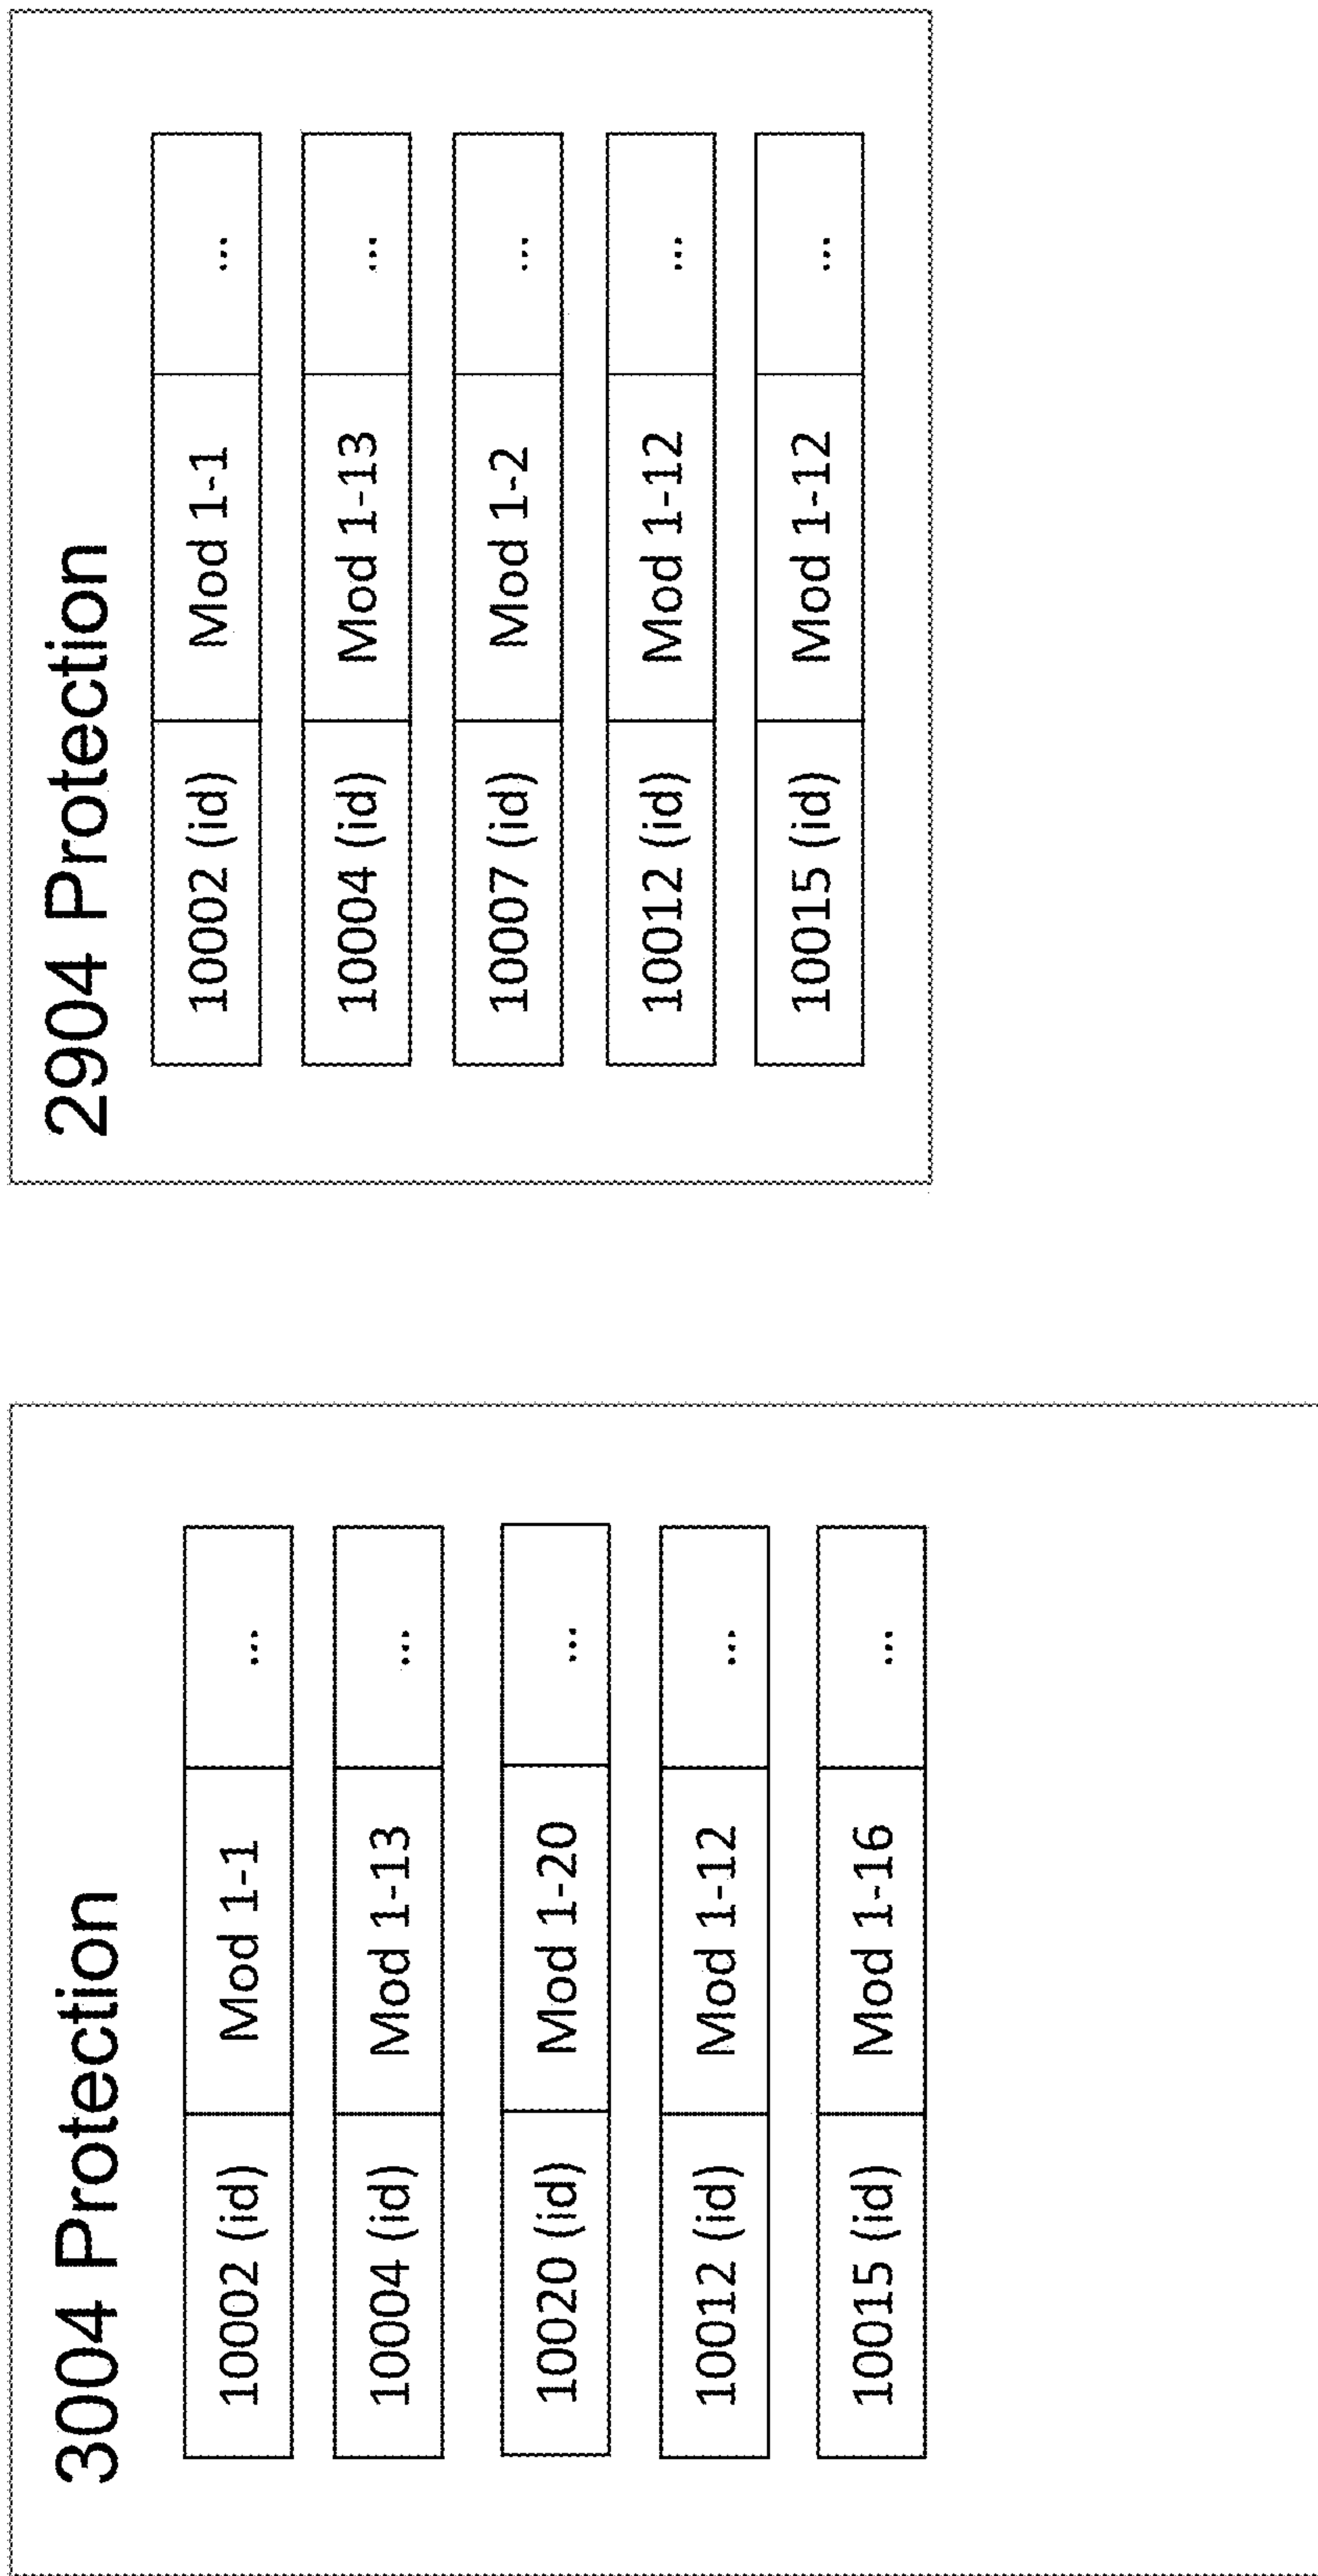 3004 Protection
10002 (id) Mod 1-1 ...
10004 (id) Mod 1-13 ...
10020 (id) Mod 1-20 ...
10012 (id) Mod 1-12 ...
10015 (id) Mod 1-16 ...
2904 Protection
10002 (id) Mod 1-1 ...
10004 (id) Mod 1-13 ...
10007 (id) Mod 1-2 ...
10012 (id) Mod 1-12 ...
10015 (id) Mod 1-12 ...